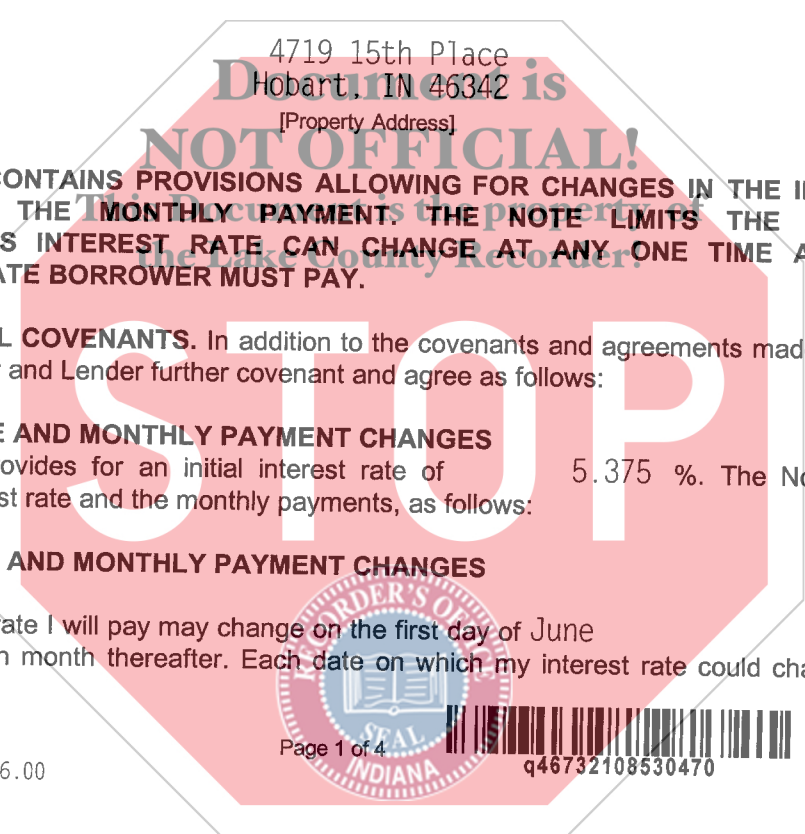 4719 15th Place
Document is
Hobart, IN 46342
[Property Address]
NOT OFFICIAL!
CONTAINS PROVISIONS ALLOWING FOR CHANGES IN THE
THE MONTHLY PAYMENT. THE NOTE LIMITS THE
This Document is the property of
S INTEREST RATE CAN CHANGE AT ANY ONE TIME
the Lake County Recorder!
ATE BORROWER MUST PAY.
L COVENANTS. In addition to the covenants and agreements mad
r and Lender further covenant and agree as follows:
STOP
E AND MONTHLY PAYMENT CHANGES
ovides for an initial interest rate of 5.375 %. The No
st rate and the monthly payments, as follows:
AND MONTHLY PAYMENT CHANGES
RECORDER'S OFFICE
rate I will pay may change on the first day of June
h month thereafter. Each date on which my interest rate could cha
SEAL
INDIANA
Page 1 of 4
q46732108530470
6.00